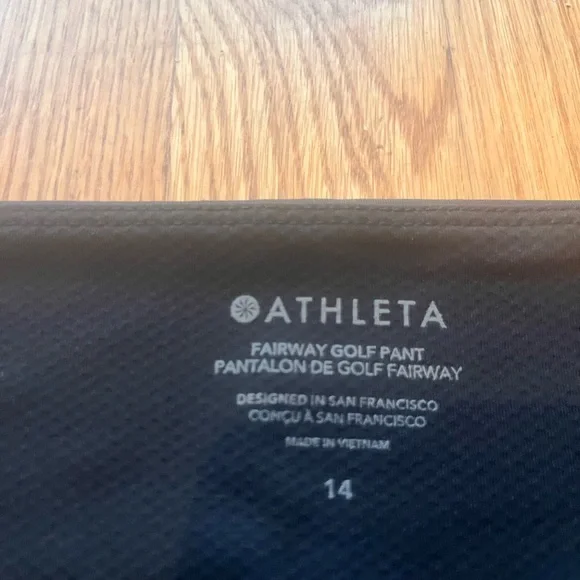 ATHLETA
FAIRWAY GOLF PANT
PANTALON DE GOLF FAIRWAY
DESIGNED IN SAN FRANCISCO
CONÇU À SAN FRANCISCO
MADE IN VIETNAM
14